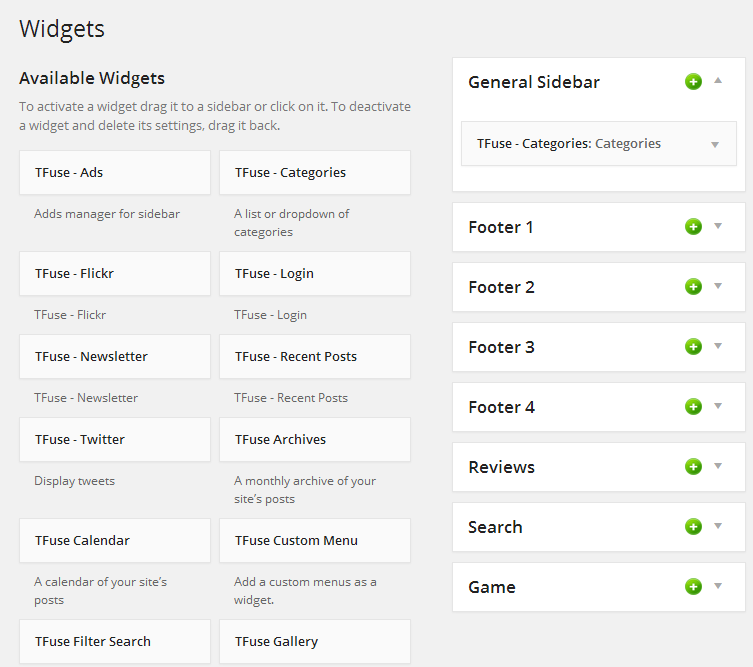 Widgets
Available Widgets
To activate a widget drag it to a sidebar or click on it. To deactivate
a widget and delete its settings, drag it back.
TFuse - Ads
Adds manager for sidebar
TFuse - Categories
A list or dropdown of
categories
TFuse - Flickr
TFuse - Flickr
TFuse - Login
TFuse - Login
TFuse - Newsletter
TFuse - Newsletter
TFuse - Recent Posts
TFuse - Recent Posts
TFuse - Twitter
Display tweets
TFuse Archives
A monthly archive of your
site’s posts
TFuse Calendar
A calendar of your site’s
posts
TFuse Custom Menu
Add a custom menus as a
widget.
TFuse Filter Search
TFuse Gallery
General Sidebar
TFuse - Categories: Categories
Footer 1
Footer 2
Footer 3
Footer 4
Reviews
Search
Game